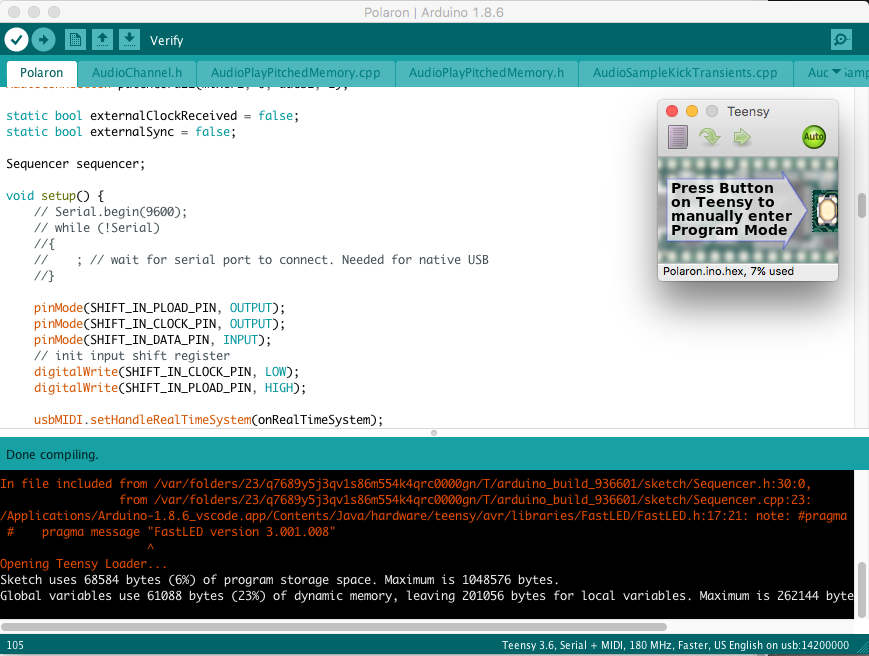 Polaron | Arduino 1.8.6
Verify
Polaron
AudioChannel.h
AudioPlayPitchedMemory.cpp
AudioPlayPitchedMemory.h
AudioSampleKickTransients.cpp
static bool externalClockReceived = false;
static bool externalSync = false;
Sequencer sequencer;
void setup() {
// Serial.begin(9600);
// while (!Serial)
//{
//    ; // wait for serial port to connect. Needed for native USB
//}
pinMode(SHIFT_IN_PLOAD_PIN, OUTPUT);
pinMode(SHIFT_IN_CLOCK_PIN, OUTPUT);
pinMode(SHIFT_IN_DATA_PIN, INPUT);
// init input shift register
digitalWrite(SHIFT_IN_CLOCK_PIN, LOW);
digitalWrite(SHIFT_IN_PLOAD_PIN, HIGH);
usbMIDI.setHandleRealTimeSystem(onRealTimeSystem);
Teensy
Auto
Press Button
on Teensy to
manually enter
Program Mode
Polaron.ino.hex, 7% used
Done compiling.
In file included from /var/folders/23/q7689y5j3qv1s86m554k4qrc0000gn/T/arduino_build_936601/sketch/Sequencer.h:30:0,
from /var/folders/23/q7689y5j3qv1s86m554k4qrc0000gn/T/arduino_build_936601/sketch/Sequencer.cpp:23:
/Applications/Arduino-1.8.6_vscode.app/Contents/Java/hardware/teensy/avr/libraries/FastLED/FastLED.h:17:21: note: #pragma
#    pragma message "FastLED version 3.001.008"
^
Opening Teensy Loader...
Sketch uses 68584 bytes (6%) of program storage space. Maximum is 1048576 bytes.
Global variables use 61088 bytes (23%) of dynamic memory, leaving 201056 bytes for local variables. Maximum is 262144 byte
105
Teensy 3.6, Serial + MIDI, 180 MHz, Faster, US English on usb:14200000